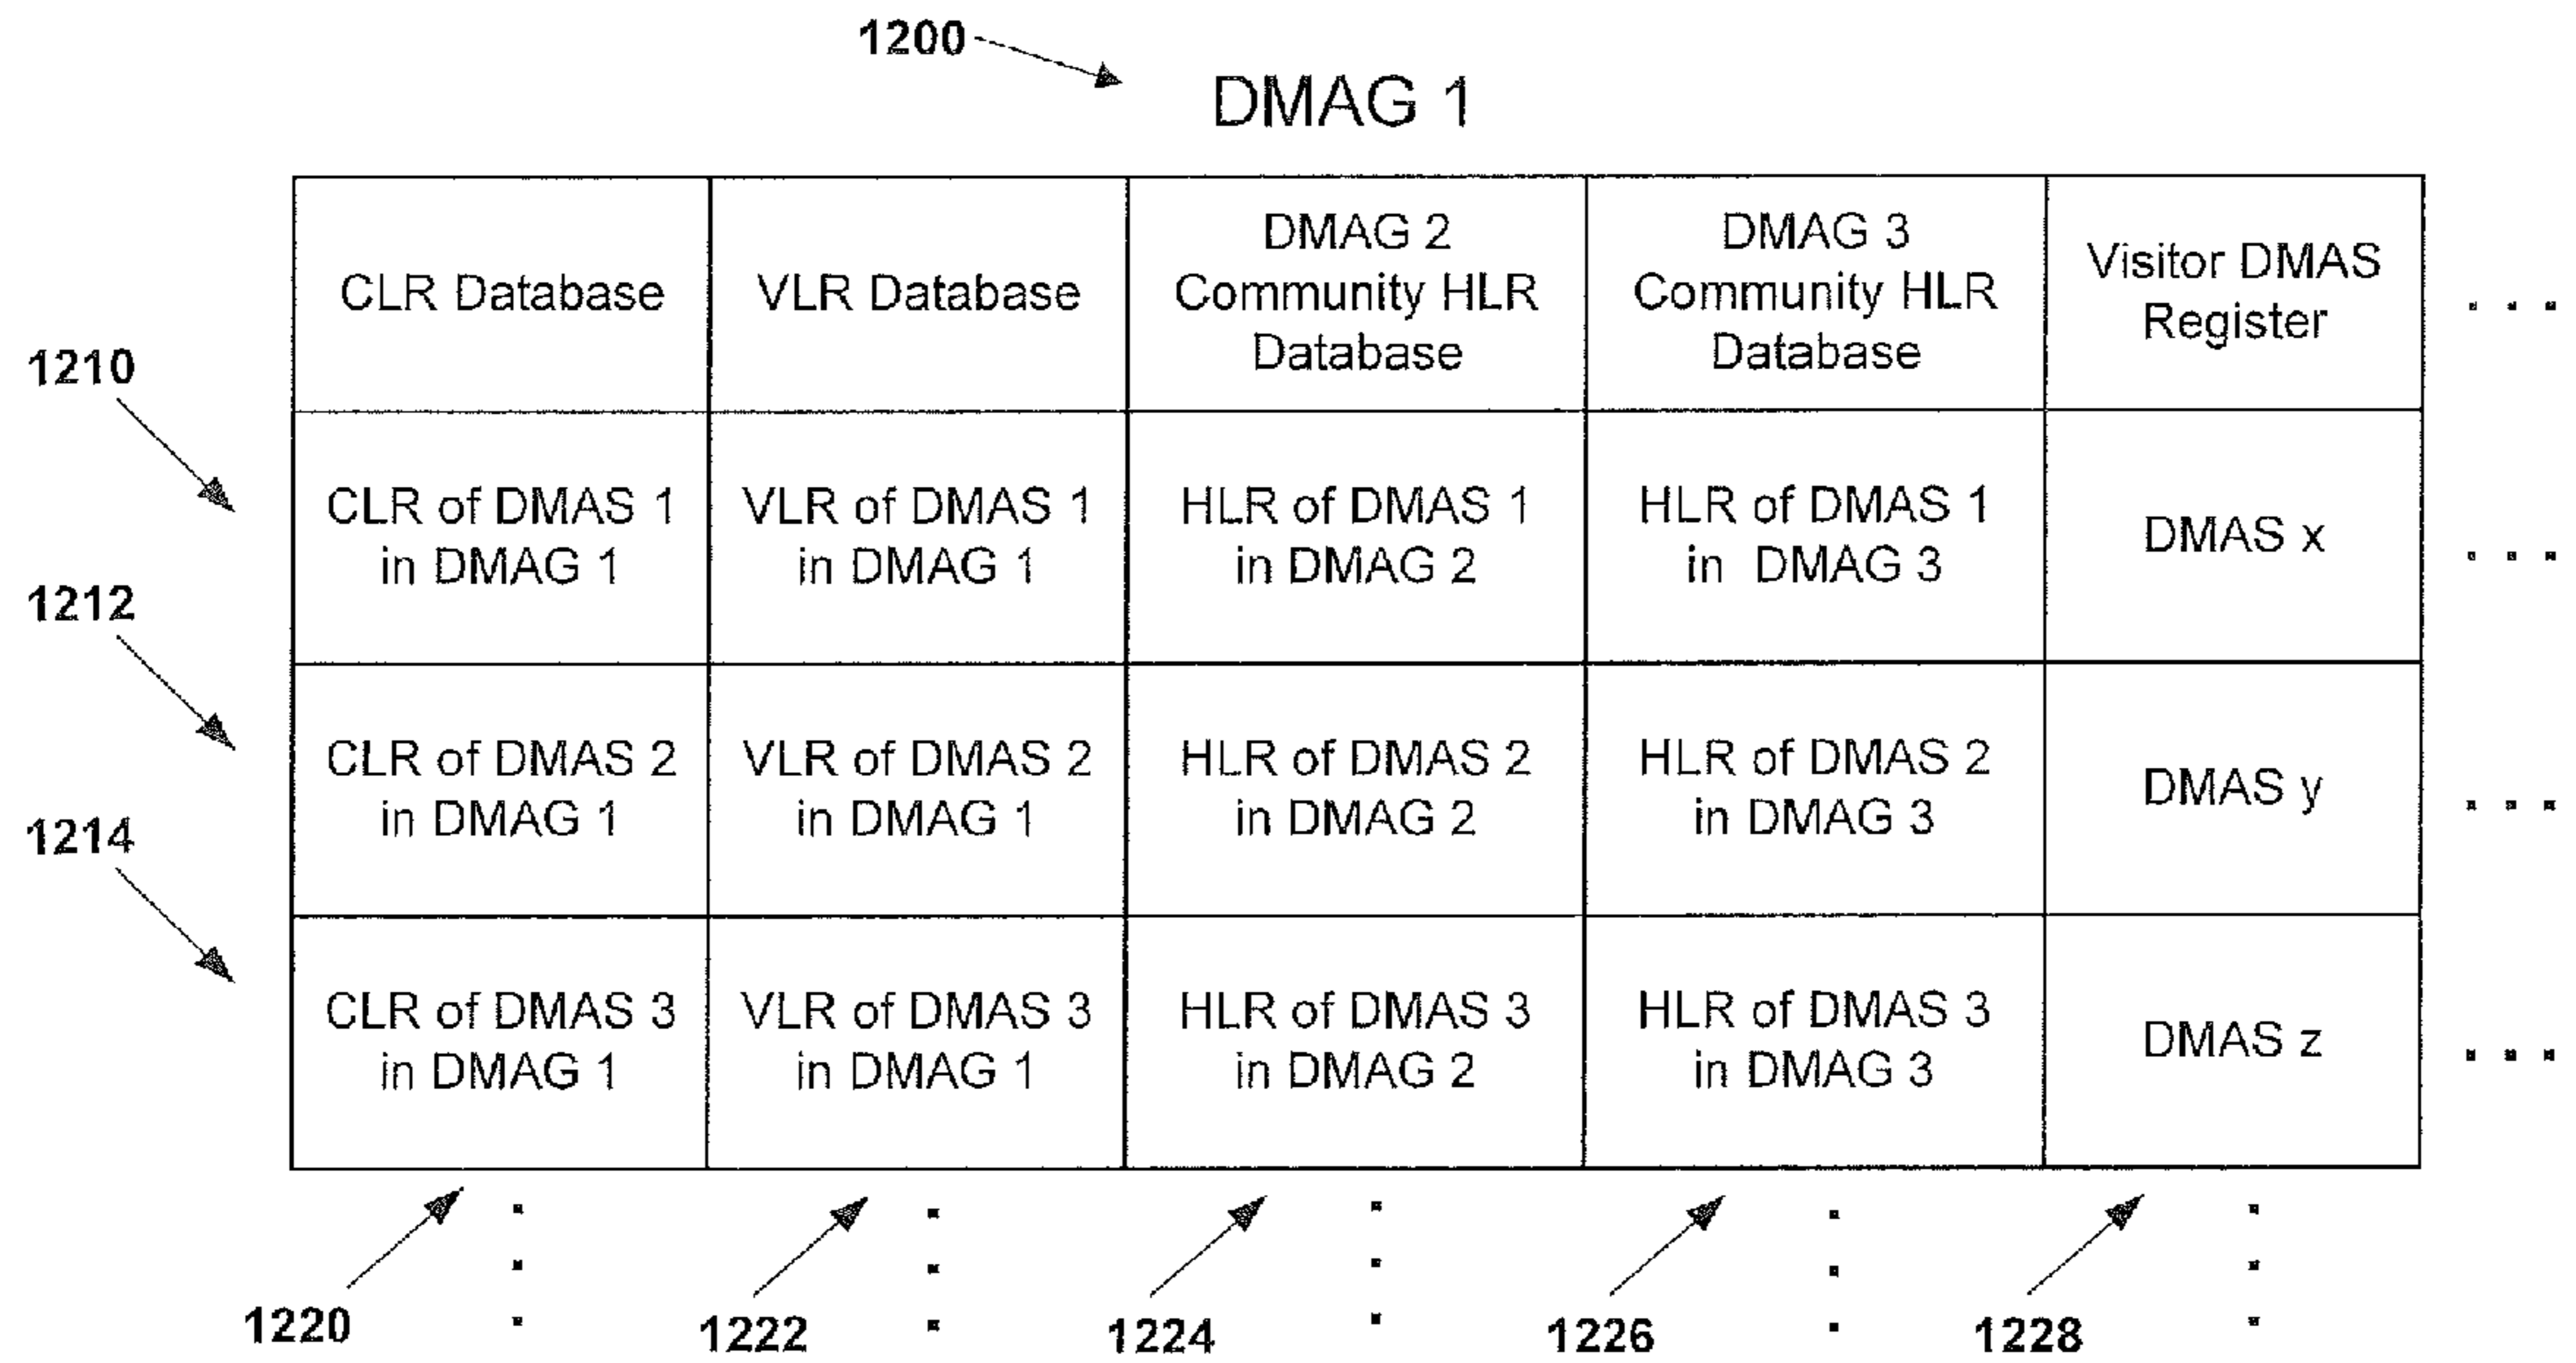 1200
DMAG 1
CLR Database
VLR Database
DMAG 2
Community HLR
Database
DMAG 3
Community HLR
Database
Visitor DMAS
Register
. . .
1210
CLR of DMAS 1
in DMAG 1
VLR of DMAS 1
in DMAG 1
HLR of DMAS 1
in DMAG 2
HLR of DMAS 1
in DMAG 3
DMAS x
. . .
1212
CLR of DMAS 2
in DMAG 1
VLR of DMAS 2
in DMAG 1
HLR of DMAS 2
in DMAG 2
HLR of DMAS 2
in DMAG 3
DMAS y
. . .
1214
CLR of DMAS 3
in DMAG 1
VLR of DMAS 3
in DMAG 1
HLR of DMAS 3
in DMAG 2
HLR of DMAS 3
in DMAG 3
DMAS z
. . .
1220
1222
1224
1226
1228